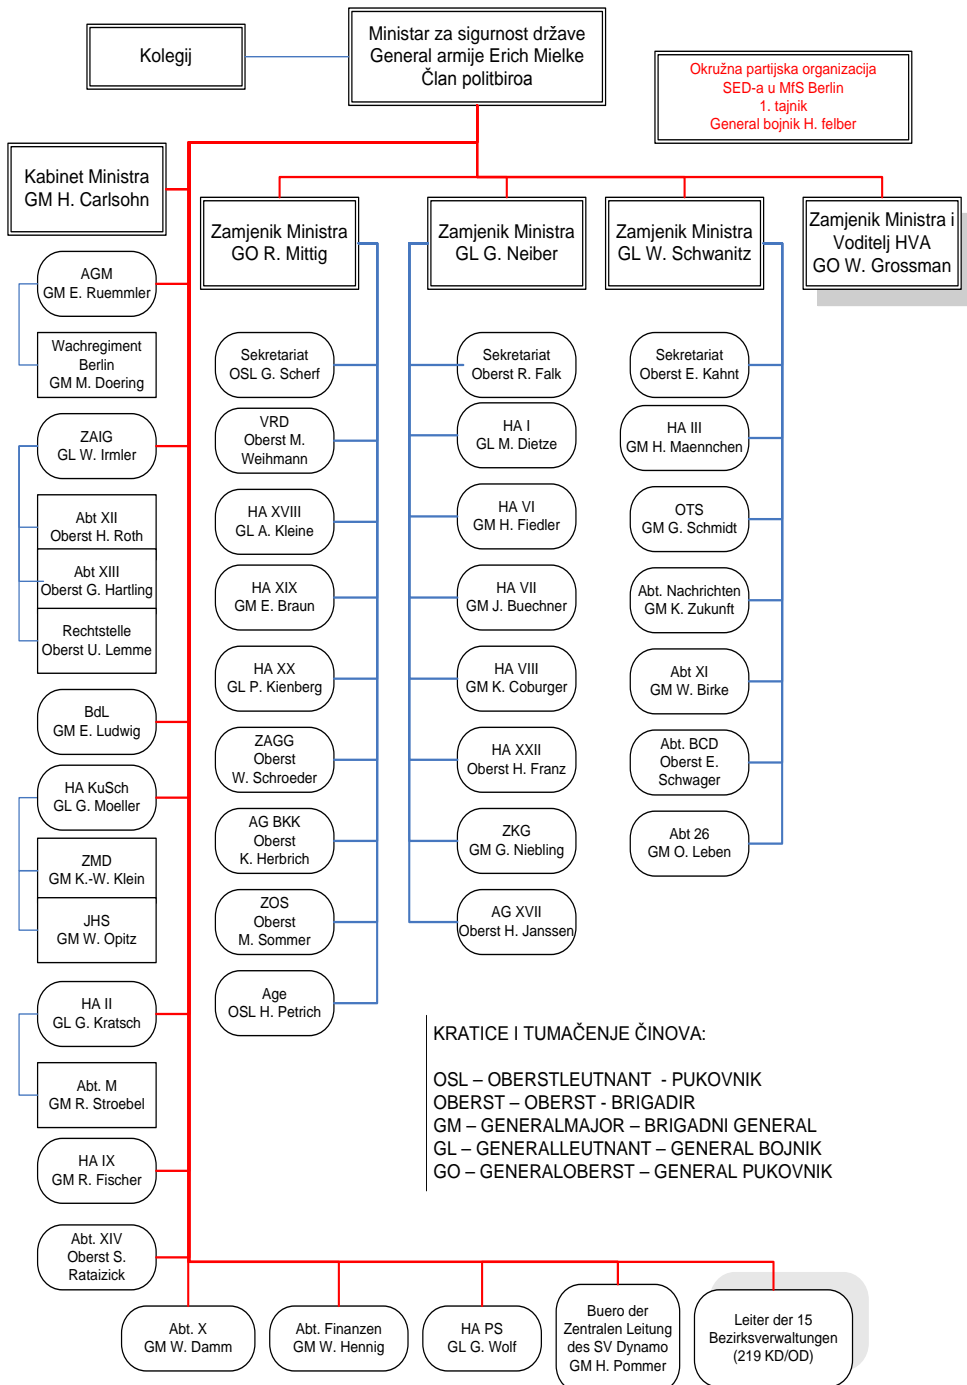 Kolegij
Ministar za sigurnost države
General armije Erich Mielke
Član politbiroa
Okružna partijska organizacija
SED-a u MfS Berlin
1. tajnik
General bojnik H. felber
Kabinet Ministra
GM H. Carlsohn
Zamjenik Ministra
GO R. Mittig
Zamjenik Ministra
GL G. Neiber
Zamjenik Ministra
GL W. Schwanitz
Zamjenik Ministra i
Voditelj HVA
GO W. Grossman
AGM
GM E. Ruemmler
Wachregiment
Berlin
GM M. Doering
ZAIG
GL W. Irmler
Abt XII
Oberst H. Roth
Abt XIII
Oberst G. Hartling
Rechtstelle
Oberst U. Lemme
BdL
GM E. Ludwig
HA KuSch
GL G. Moeller
ZMD
GM K.-W. Klein
JHS
GM W. Opitz
HA II
GL G. Kratsch
Abt. M
GM R. Stroebel
HA IX
GM R. Fischer
Abt. XIV
Oberst S.
Rataizick
Sekretariat
OSL G. Scherf
VRD
Oberst M.
Weihmann
HA XVIII
GL A. Kleine
HA XIX
GM E. Braun
HA XX
GL P. Kienberg
ZAGG
Oberst
W. Schroeder
AG BKK
Oberst
K. Herbrich
ZOS
Oberst
M. Sommer
Age
OSL H. Petrich
Sekretariat
Oberst R. Falk
HA I
GL M. Dietze
HA VI
GM H. Fiedler
HA VII
GM J. Buechner
HA VIII
GM K. Coburger
HA XXII
Oberst H. Franz
ZKG
GM G. Niebling
AG XVII
Oberst H. Janssen
Sekretariat
Oberst E. Kahnt
HA III
GM H. Maennchen
OTS
GM G. Schmidt
Abt. Nachrichten
GM K. Zukunft
Abt XI
GM W. Birke
Abt. BCD
Oberst E.
Schwager
Abt 26
GM O. Leben
KRATICE I TUMAČENJE ČINOVA:
OSL – OBERSTLEUTNANT - PUKOVNIK
OBERST – OBERST - BRIGADIR
GM – GENERALMAJOR – BRIGADNI GENERAL
GL – GENERALLEUTNANT – GENERAL BOJNIK
GO – GENERALOBERST – GENERAL PUKOVNIK
Abt. X
GM W. Damm
Abt. Finanzen
GM W. Hennig
HA PS
GL G. Wolf
Buero der
Zentralen Leitung
des SV Dynamo
GM H. Pommer
Leiter der 15
Bezirksverwaltungen
(219 KD/OD)